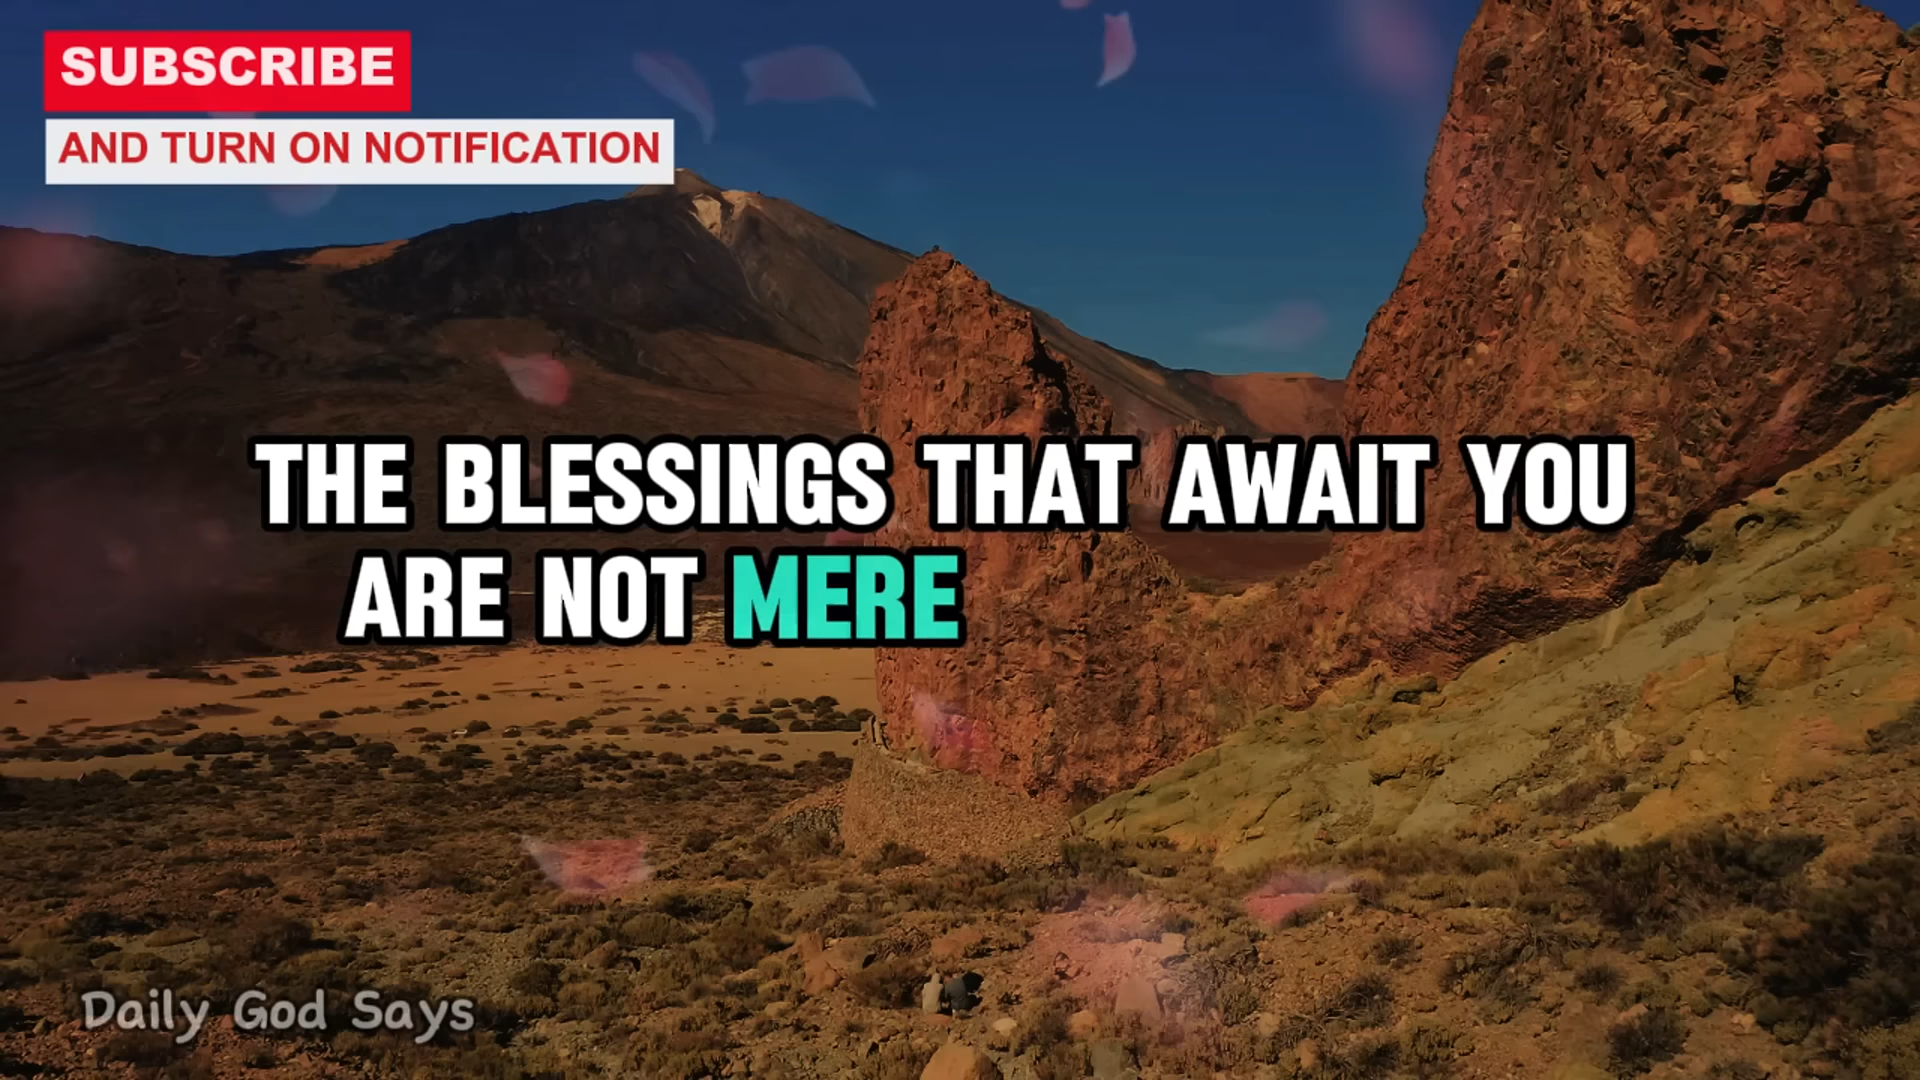 SUBSCRIBE
AND TURN ON NOTIFICATION
THE BLESSINGS THAT AWAIT YOU
ARE NOT MERE
Daily God Says